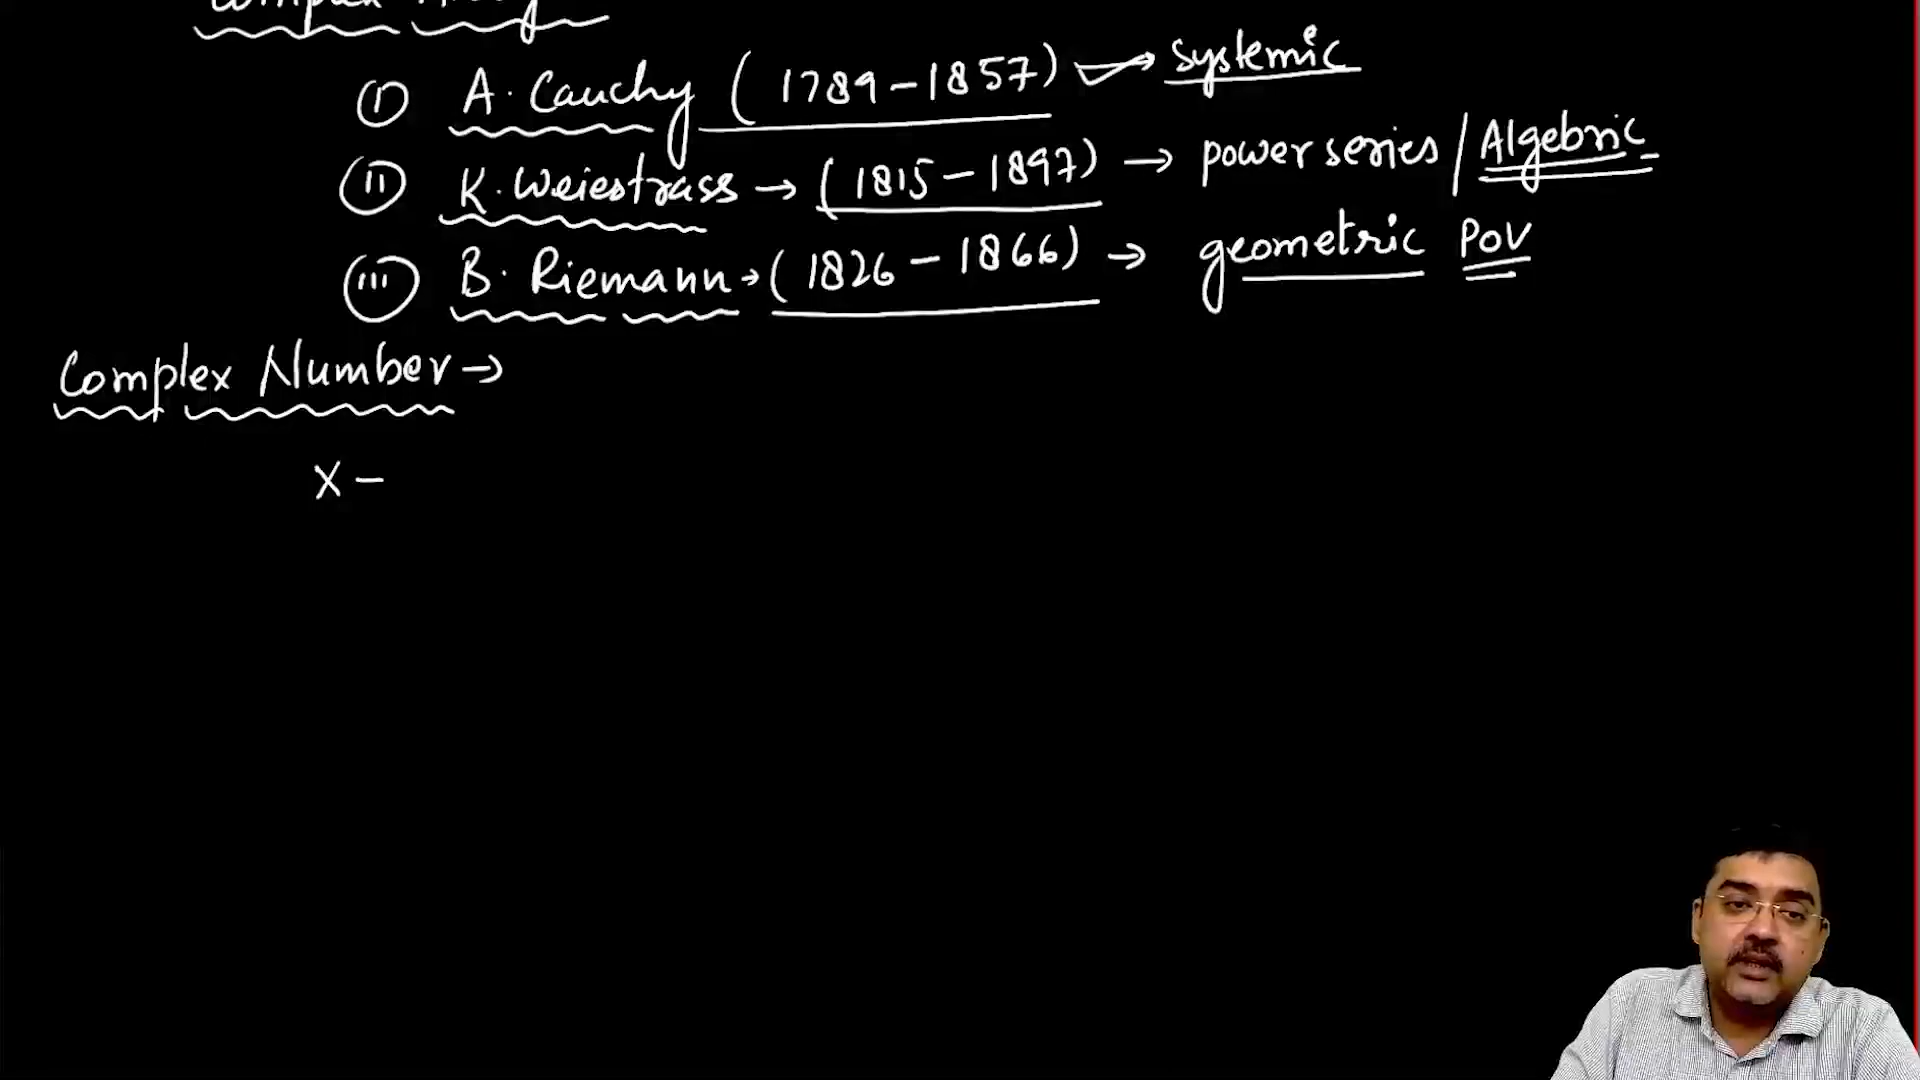 Complex
(i) A. Cauchy (1789-1857) → systemic
(ii) K. Weiestrass → (1815-1897) → power series / Algebric
(iii) B. Riemann → (1826-1866) → geometric POV
Complex Number →
x -